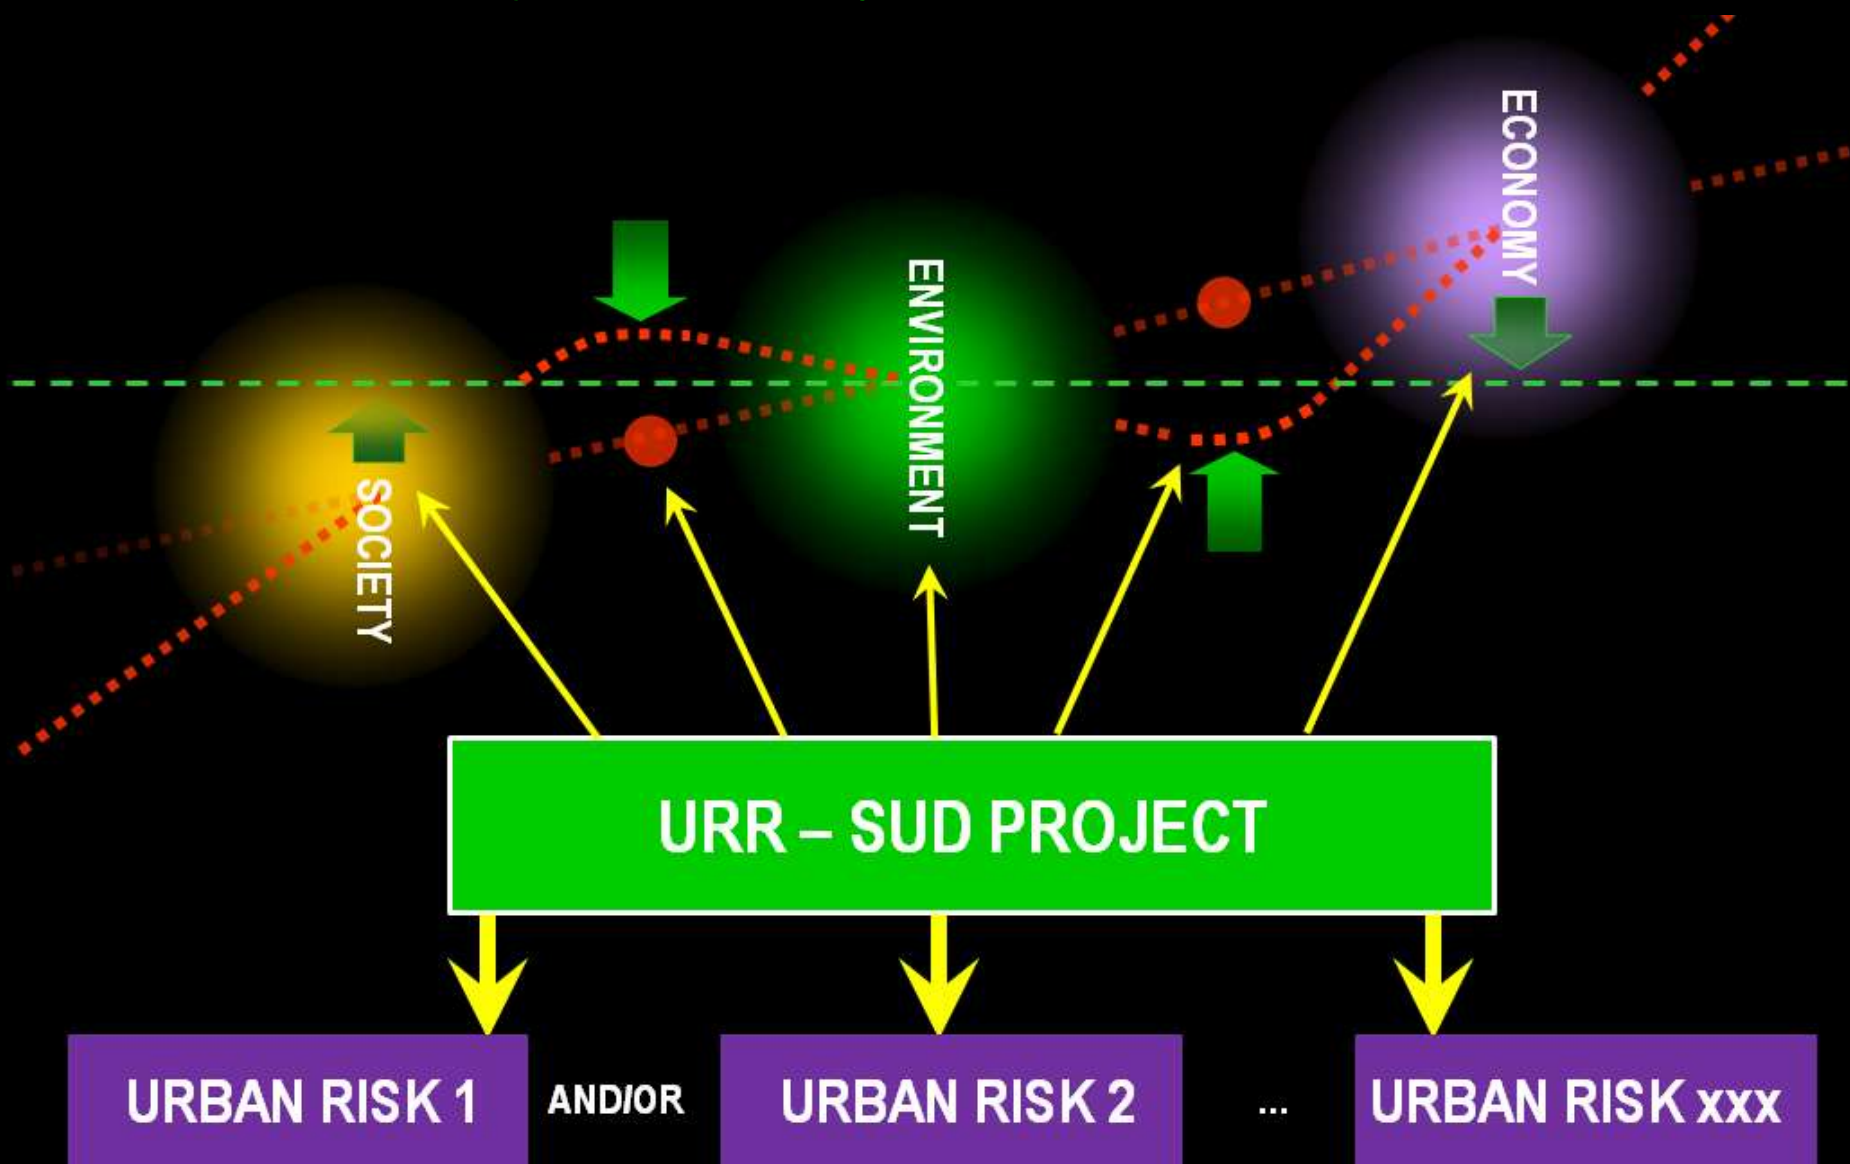 ECONOMY
ENVIRONMENT
SOCIETY
URR – SUD PROJECT
URBAN RISK 1
AND/OR
URBAN RISK 2
...
URBAN RISK xxx